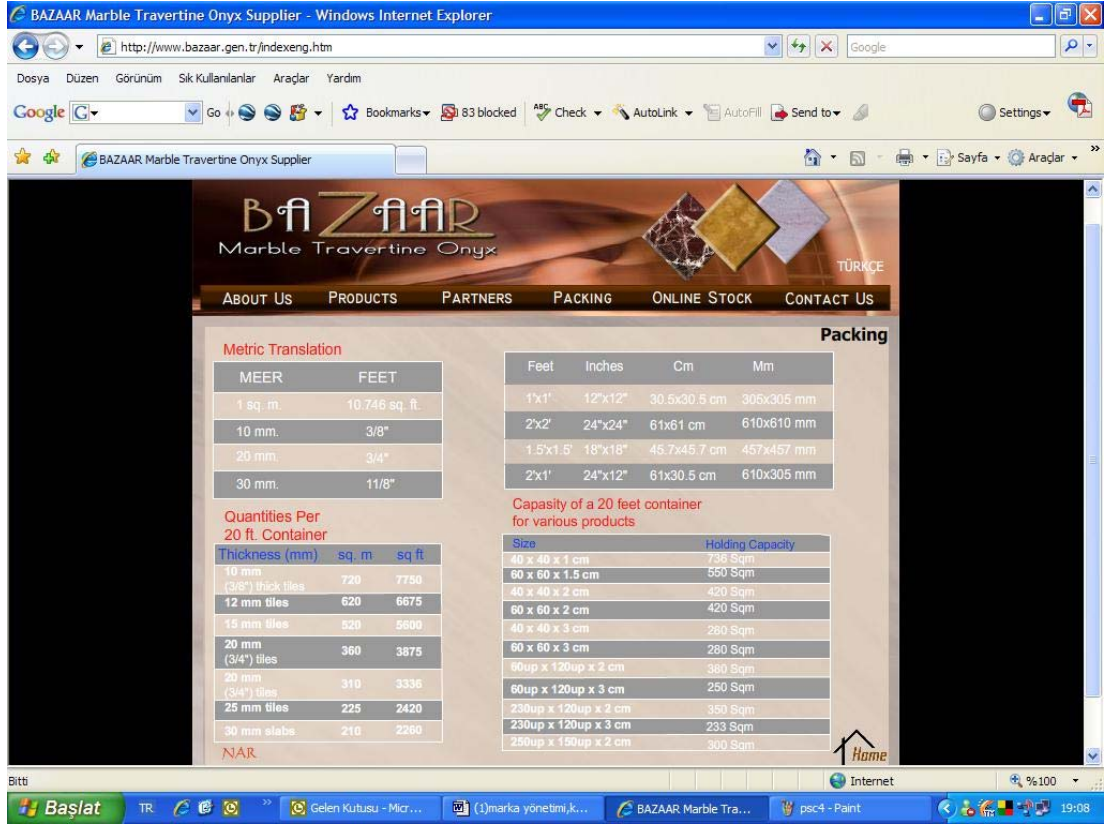 BAZAAR Marble Travertine Onyx Supplier - Windows Internet Explorer
http://www.bazaar.gen.tr/indexeng.htm
Google
Dosya Düzen Görünüm Sık Kullanılanlar Araçlar Yardım
Google G Go Bookmarks 83 blocked Check AutoLink AutoFill Send to Settings
BAZAAR Marble Travertine Onyx Supplier
Sayfa Araçlar
BAZAAR
Marble Travertine Onyx
TÜRKÇE
ABOUT US PRODUCTS PARTNERS PACKING ONLINE STOCK CONTACT US
Packing
Metric Translation
MEER FEET
1 sq. m. 10.746 sq. ft.
10 mm. 3/8"
20 mm. 3/4"
30 mm. 11/8"
Feet Inches Cm Mm
1'x1' 12"x12" 30.5x30.5 cm 305x305 mm
2'x2' 24"x24" 61x61 cm 610x610 mm
1.5'x1.5' 18"x18" 45.7x45.7 cm 457x457 mm
2'x1' 24"x12" 61x30.5 cm 610x305 mm
Quantities Per
20 ft. Container
Thickness (mm) sq. m sq ft
10 mm
(3/8") thick tiles 720 7750
12 mm tiles 620 6675
15 mm tiles 520 5600
20 mm
(3/4") tiles 360 3875
20 mm
(3/4") tiles 310 3336
25 mm tiles 225 2420
30 mm slabs 210 2260
NAR
Capasity of a 20 feet container
for various products
Size Holding Capacity
40 x 40 x 1 cm 736 Sqm
60 x 60 x 1.5 cm 550 Sqm
40 x 40 x 2 cm 420 Sqm
60 x 60 x 2 cm 420 Sqm
40 x 40 x 3 cm 280 Sqm
60 x 60 x 3 cm 280 Sqm
60up x 120up x 2 cm 380 Sqm
60up x 120up x 3 cm 250 Sqm
230up x 120up x 2 cm 350 Sqm
230up x 120up x 3 cm 233 Sqm
250up x 150up x 2 cm 300 Sqm
Home
Bitti Internet %100
Başlat TR Gelen Kutusu - Micr... (1)marka yönetimi,k... BAZAAR Marble Tra... psc4 - Paint 19:08